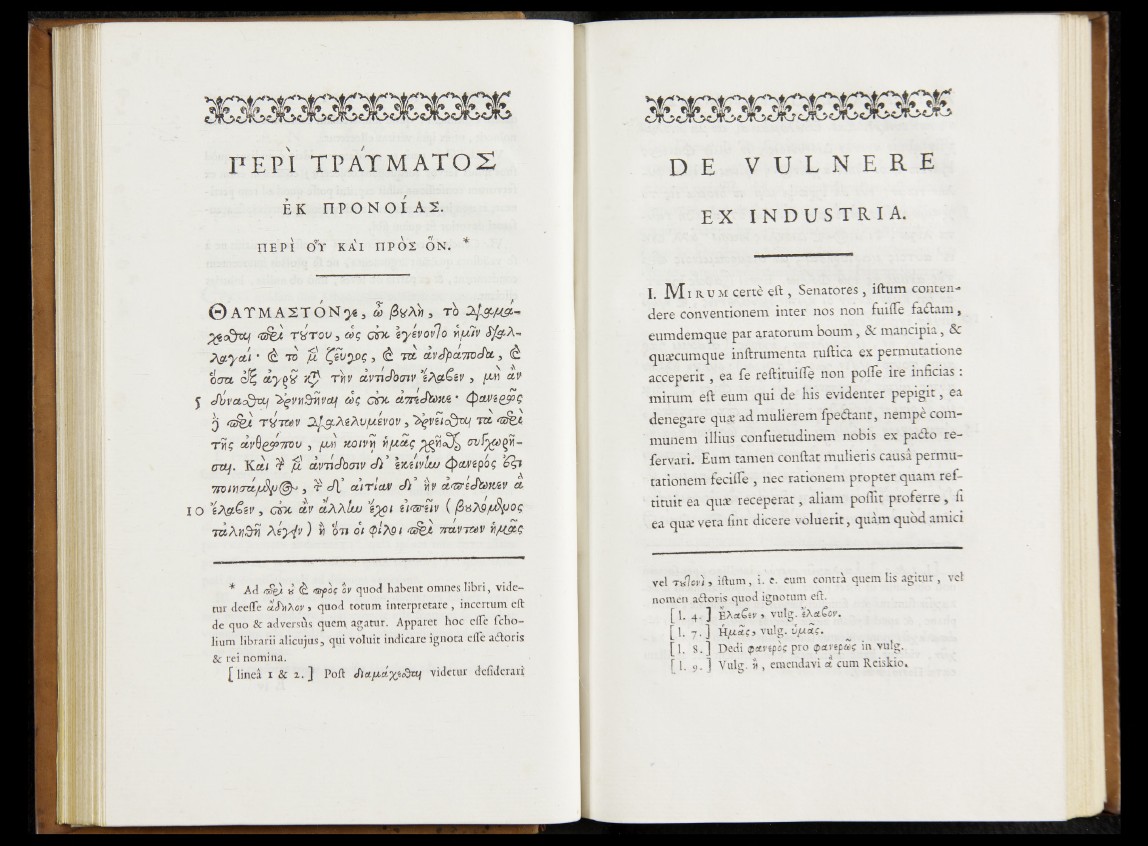 ΠΕΡῚ ΤΡΑΎΜΑΤΟΣ
ἘΚ ΠΡΟΝΟΊΑΣ.
ΠΕΡῚ ΟὟ ΚΑῚ ΠΡῸΣ ὋΝ. *
ΘΑΥΜΑΣΤΌΝ γε, ὦ βουλὴ, τὸ διαμά-
χεσθαι περὶ τούτου, ὡς οὐκ ἐγένοντο ἡμῖν διαλ-
λαγαί· καὶ τὸ μὲν ζεῦγος, καὶ τὰ ἀνδράποδα, καὶ
ὅσα ἐξ ἀγροῦ κατὰ τὴν ἀντίδοσιν ἔλαβεν, μὴ ἂν
5 δύνασθαι ἀρνηθῆναι ὡς οὐκ ἀπέδωκε· φανερῶς
δὲ περὶ τούτων διαλελυμένον, ἀρνεῖσθαι τὰ περὶ
τῆς ἀνθρώπου, μὴ κοινῇ ἡμᾶς χρῆσθαι συγχωρῆ-
σαι. Καὶ τὴν μὲν ἀντίδοσιν δι' ἐκείνην φανερός ἐστι
ποιησάμενος, τὴν δ' αἰτίαν δι' ἣν ἀπέδωκεν ἃ
10 ἔλαβεν, οὐκ ἂν ἄλλην ἔχοι εἰπεῖν (βουλόμενος
τἀληθῆ λέγειν) ἢ ὅτι οἱ φίλοι περὶ πάντων ἡμᾶς
* Ad περὶ οὗ καὶ πρὸς ὃν quod habent omnes libri, vide-
tur deesse ἄδηλον, quod totum interpretare, incertum est
de quo & adversùs quem agatur. Apparet hoc esse scho-
lium librarii alicujus, qui voluit indicare ignota esse actoris
& rei nomina.
[ lineâ 1 & 2. ] Post διαμάχεσθαι videtur desiderari
DE VULNERE
EX INDUSTRIA.
I. MIRUM certè est, Senatores, istum conten-
dere conventionem inter nos non fuisse factam,
eumdemque par aratorum boum, & mancipia, &
quæcumque instrumenta rustica ex permutatione
acceperit, ea se restituisse non posse ire inficias :
mirum est eum qui de his evidenter pepigit, ea
denegare quæ ad mulierem spectant, nempè com-
munem illius consuetudinem nobis ex pacto re-
servari. Eum tamen constat mulieris causâ permu-
tationem fecisse, nec rationem propter quam res-
tituit ea quæ receperat, aliam possit proferre, si
ea quæ vera sint dicere voluerit, quàm quòd amici
vel τουτονὶ, istum, i. e. eum contrà quem lis agitur, vel
nomen actoris quod ignotum est.
[ l. 4. ] Ἔλαβεν, vulg. ἔλαβον.
[ l. 7. ] Ἡμᾶς, vulg. ὑμᾶς.
[ l. 8. ] Dedi φανερὸς pro φανερῶς in vulg.
[ l. 9. ] Vulg. ἢ, emendavi ἃ cum Reiskio.